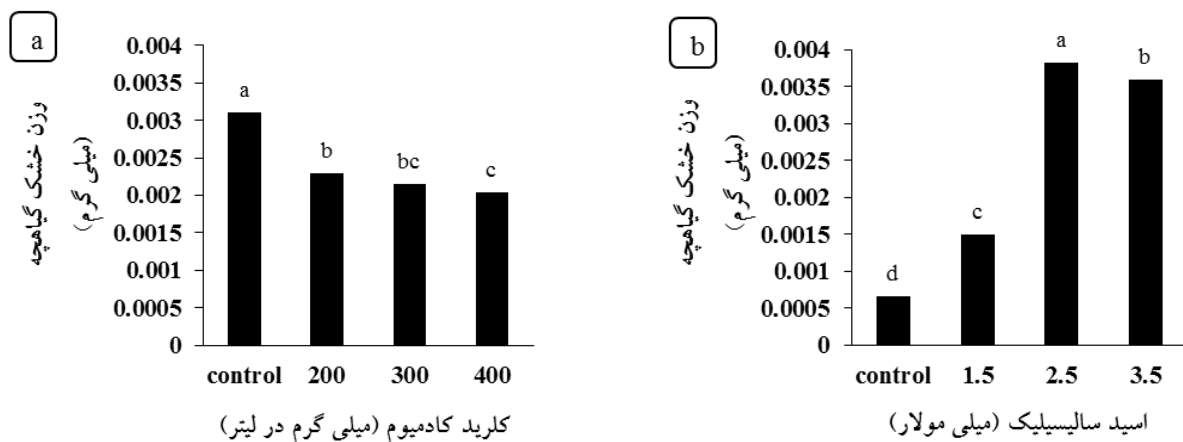 a
0.004
0.0035
0.003
0.0025
0.002
0.0015
0.001
0.0005
0
وزن خشک گیاهچه
(میلی گرم)
a
b
bc
c
control 200 300 400
کلرید کادمیوم (میلی گرم در لیتر)
b
0.004
0.0035
0.003
0.0025
0.002
0.0015
0.001
0.0005
0
وزن خشک گیاهچه
(میلی گرم)
d
c
a
b
control 1.5 2.5 3.5
اسید سالیسیلیک (میلی مولار)